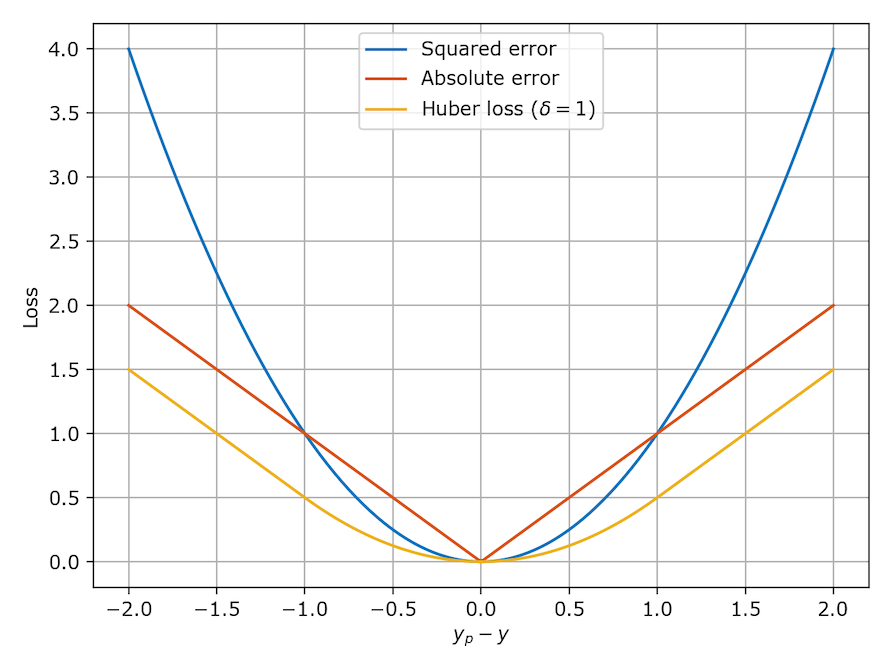 Squared error
Absolute error
Huber loss (δ = 1)
4.0
3.5
3.0
2.5
2.0
1.5
1.0
0.5
0.0
Loss
−2.0 −1.5 −1.0 −0.5 0.0 0.5 1.0 1.5 2.0
yₚ − y